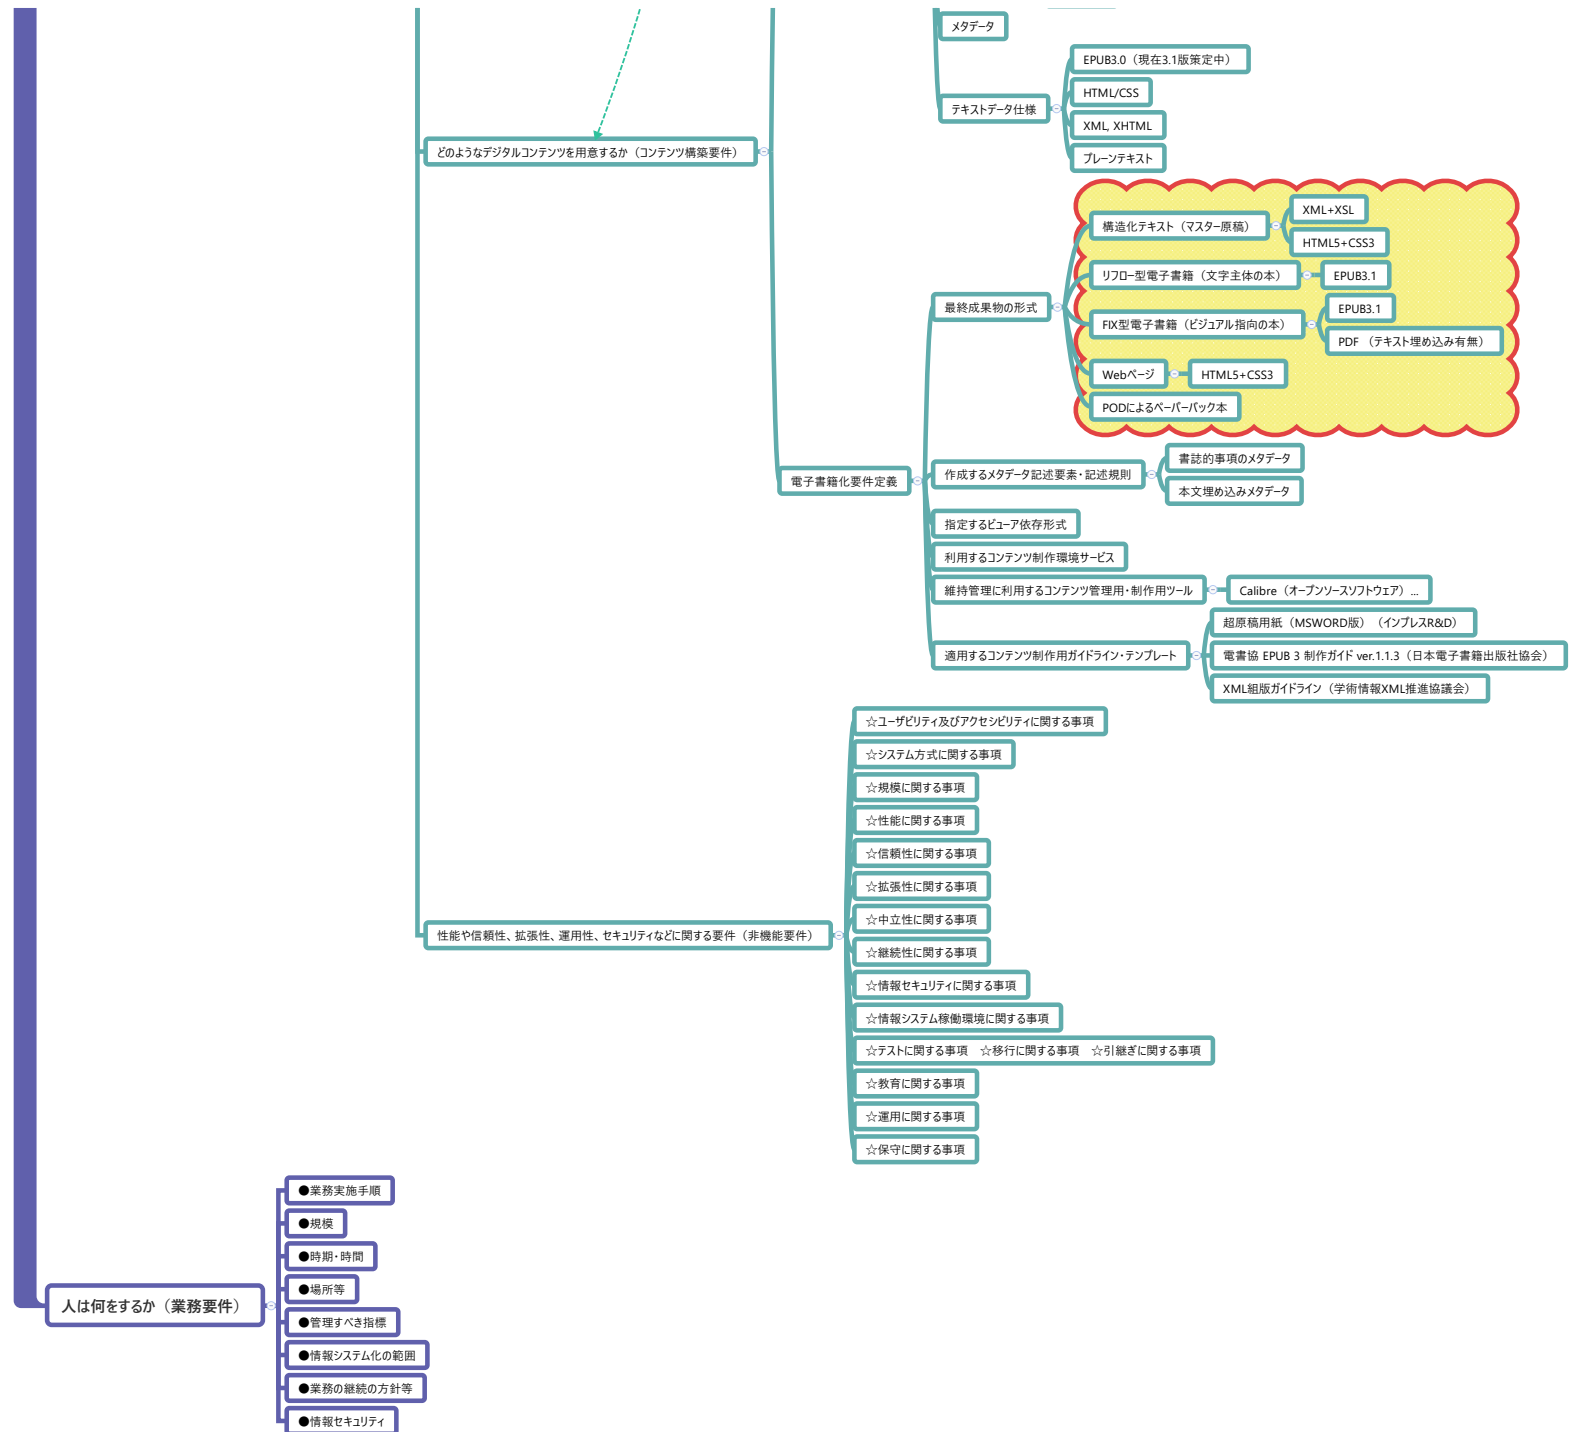 メタデータ
EPUB3.0（現在3.1版策定中）
HTML/CSS
テキストデータ仕様
XML, XHTML
プレーンテキスト
どのようなデジタルコンテンツを用意するか（コンテンツ構築要件）
XML+XSL
構造化テキスト（マスター原稿）
HTML5+CSS3
リフロー型電子書籍（文字主体の本）
EPUB3.1
最終成果物の形式
EPUB3.1
FIX型電子書籍（ビジュアル指向の本）
PDF （テキスト埋め込み有無）
Webページ
HTML5+CSS3
PODによるペーパーバック本
電子書籍化要件定義
作成するメタデータ記述要素・記述規則
書誌的事項のメタデータ
本文埋め込みメタデータ
指定するビューア依存形式
利用するコンテンツ制作環境サービス
維持管理に利用するコンテンツ管理用・制作用ツール
Calibre（オープンソースソフトウェア）...
超原稿用紙（MSWORD版）（インプレスR&D）
適用するコンテンツ制作用ガイドライン・テンプレート
電書協 EPUB 3 制作ガイド ver.1.1.3（日本電子書籍出版社協会）
XML組版ガイドライン（学術情報XML推進協議会）
性能や信頼性、拡張性、運用性、セキュリティなどに関する要件（非機能要件）
☆ユーザビリティ及びアクセシビリティに関する事項
☆システム方式に関する事項
☆規模に関する事項
☆性能に関する事項
☆信頼性に関する事項
☆拡張性に関する事項
☆中立性に関する事項
☆継続性に関する事項
☆情報セキュリティに関する事項
☆情報システム稼働環境に関する事項
☆テストに関する事項　☆移行に関する事項　☆引継ぎに関する事項
☆教育に関する事項
☆運用に関する事項
☆保守に関する事項
人は何をするか（業務要件）
●業務実施手順
●規模
●時期・時間
●場所等
●管理すべき指標
●情報システム化の範囲
●業務の継続の方針等
●情報セキュリティ